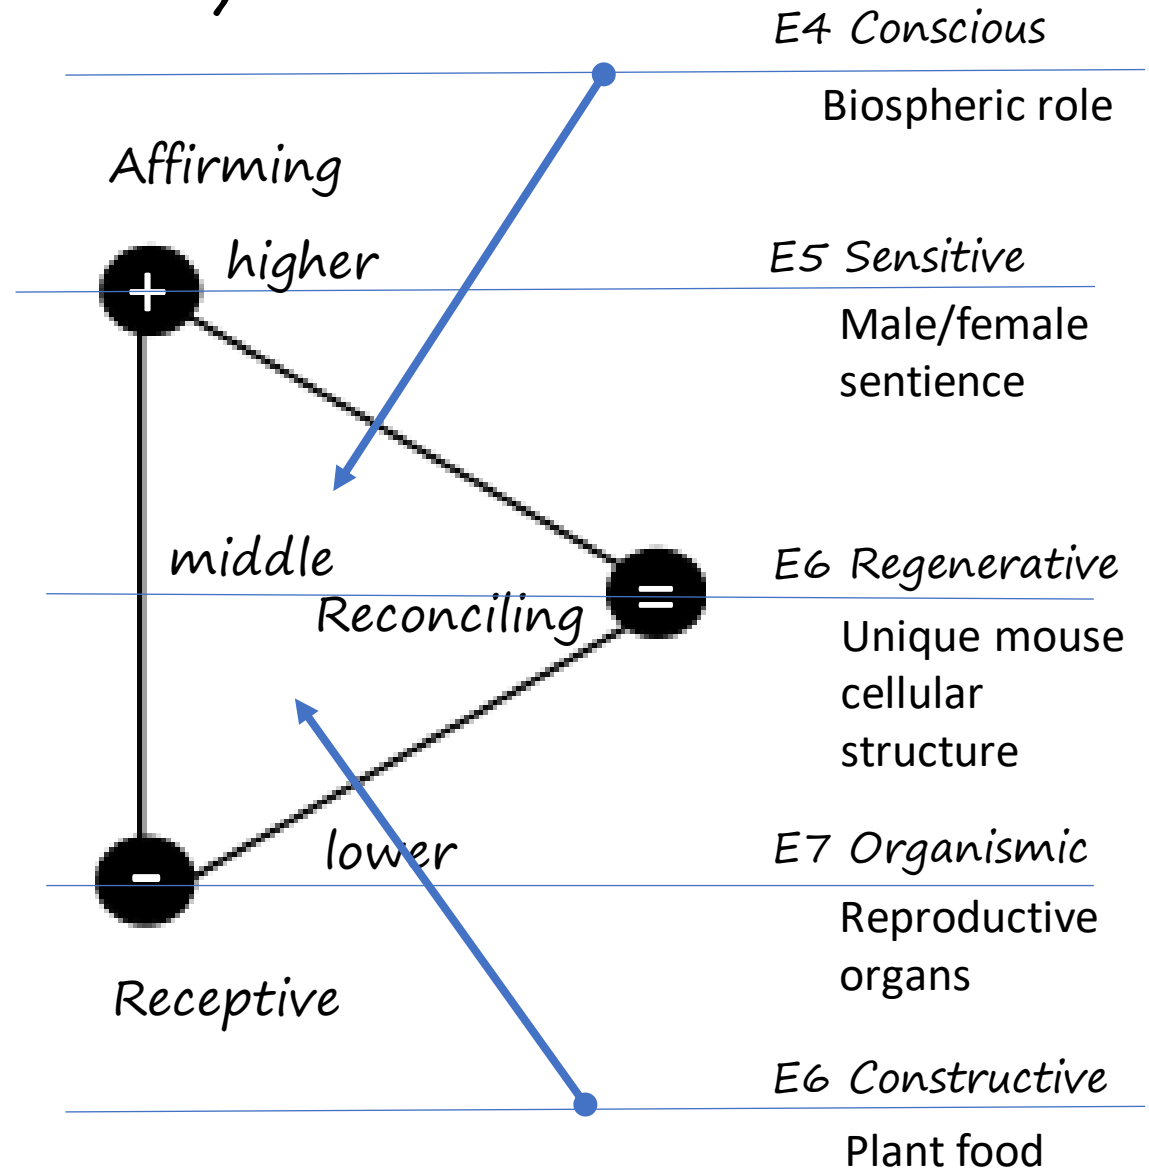 E4 Conscious
Biospheric role
Affirming
higher
E5 Sensitive
+
Male/female
sentience
middle
E6 Regenerative
Reconciling
=
Unique mouse
cellular
structure
lower
E7 Organismic
-
Reproductive
organs
Receptive
E6 Constructive
Plant food